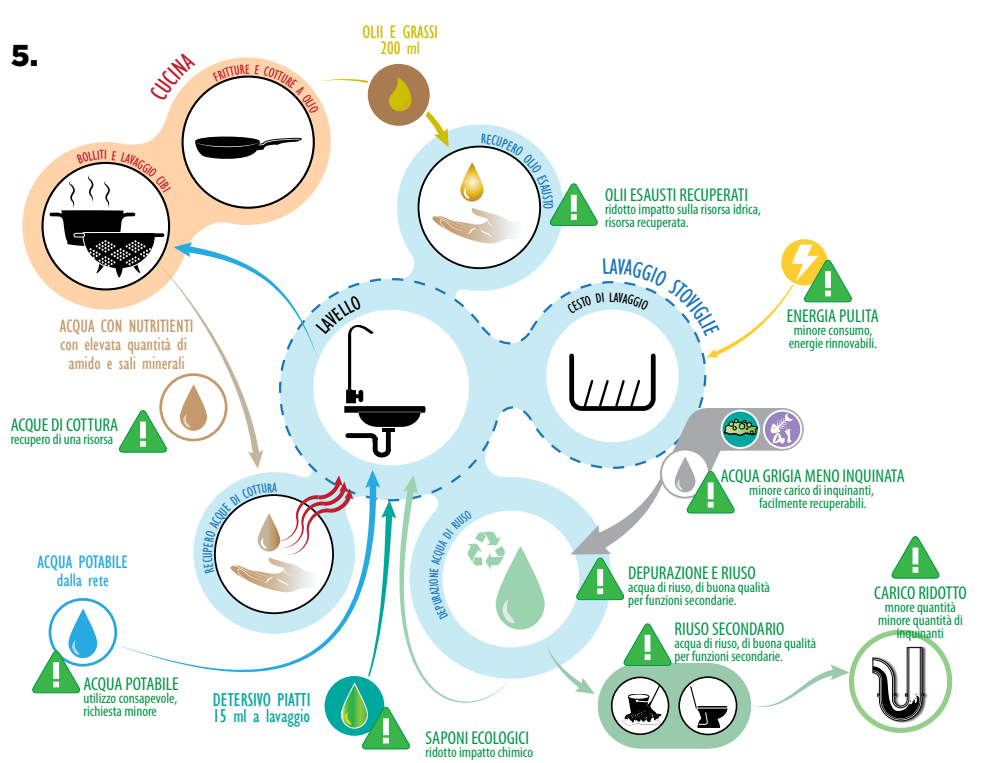 5.
CUCINA
FRITTURE E COTTURE A OLIO
BOLLITI E LAVAGGIO CIBI
OLII E GRASSI
200 ml
RECUPERO OLIO ESAUSTO
OLII ESAUSTI RECUPERATI
ridotto impatto sulla risorsa idrica,
risorsa recuperata.
LAVAGGIO STOVIGLIE
CESTO DI LAVAGGIO
LAVELLO
ENERGIA PULITA
minore consumo,
energie rinnovabili.
ACQUA CON NUTRITIENTI
con elevata quantità di
amido e sali minerali
ACQUE DI COTTURA
recupero di una risorsa
RECUPERO ACQUE DI COTTURA
ACQUA GRIGIA MENO INQUINATA
minore carico di inquinanti,
facilmente recuperabili.
DEPURAZIONE ACQUA DI RIUSO
DEPURAZIONE E RIUSO
acqua di riuso, di buona qualità
per funzioni secondarie.
ACQUA POTABILE
dalla rete
ACQUA POTABILE
utilizzo consapevole,
richiesta minore
DETERSIVO PIATTI
15 ml a lavaggio
SAPONI ECOLOGICI
ridotto impatto chimico
RIUSO SECONDARIO
acqua di riuso, di buona qualità
per funzioni secondarie.
CARICO RIDOTTO
mnore quantità
minore quantità di
inquinanti